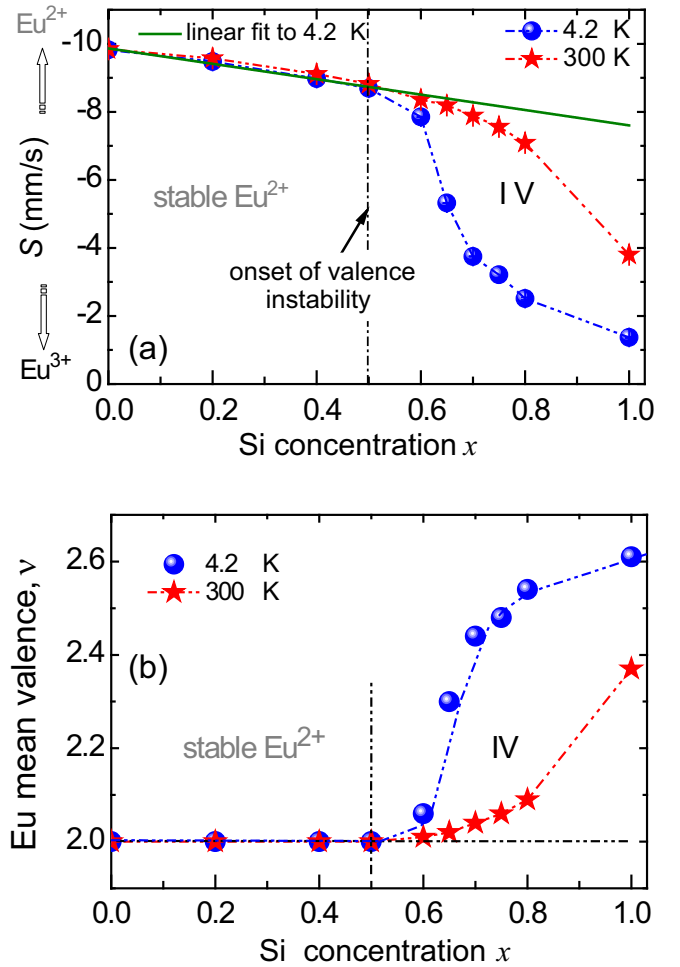 Eu2+
S (mm/s)
Eu3+
-10
-8
-6
-4
-2
0
linear fit to 4.2 K
4.2 K
300 K
stable Eu2+
I V
onset of valence
instability
(a)
0.0 0.2 0.4 0.6 0.8 1.0
Si concentration x
Eu mean valence, ν
2.6
2.4
2.2
2.0
4.2 K
300 K
(b)
stable Eu2+
IV
0.0 0.2 0.4 0.6 0.8 1.0
Si concentration x